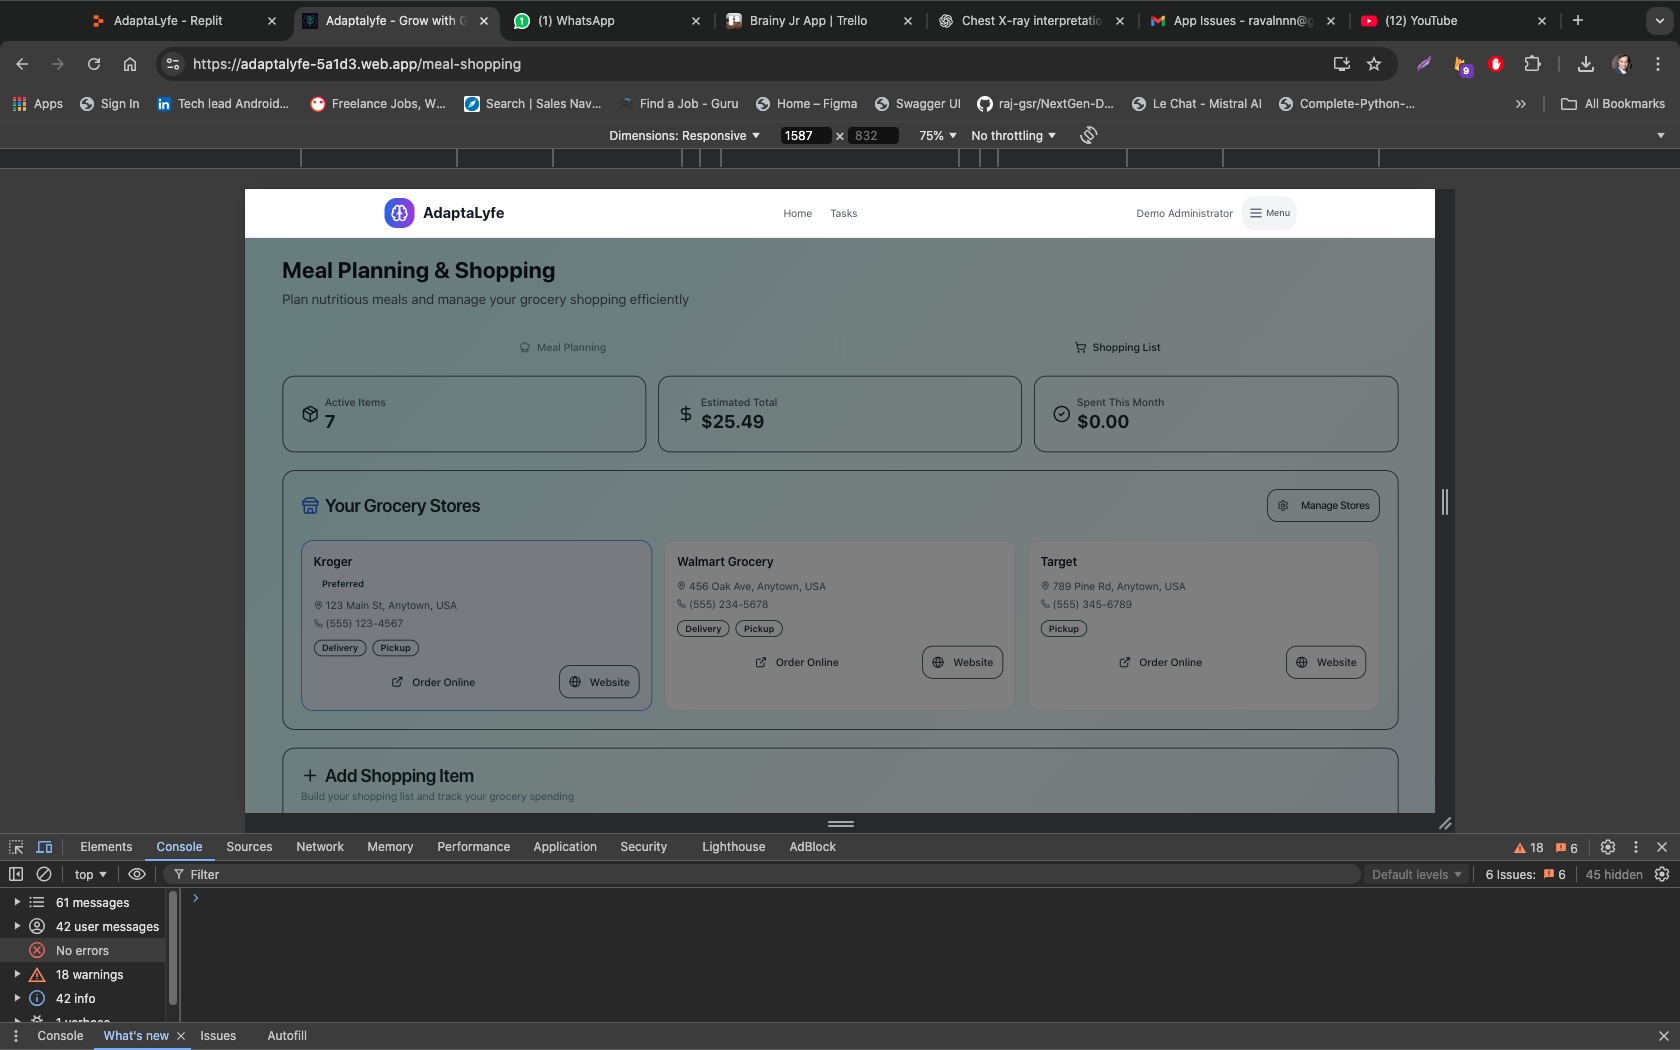 AdaptaLyfe - Replit
Adaptalyfe - Grow with G
(1) WhatsApp
Brainy Jr App | Trello
Chest X-ray interpretatio
App Issues - ravalnnn@g
(12) YouTube
https://adaptalyfe-5a1d3.web.app/meal-shopping
9
Apps
Sign In
Tech lead Android...
Freelance Jobs, W...
Search | Sales Nav...
Find a Job - Guru
Home – Figma
Swagger UI
raj-gsr/NextGen-D...
Le Chat - Mistral AI
Complete-Python-...
All Bookmarks
Dimensions: Responsive 1587 × 832 75% No throttling
AdaptaLyfe
Home Tasks
Demo Administrator Menu
Meal Planning & Shopping
Plan nutritious meals and manage your grocery shopping efficiently
Meal Planning
Shopping List
Active Items
7
Estimated Total
$25.49
Spent This Month
$0.00
Your Grocery Stores
Manage Stores
Kroger
Preferred
123 Main St, Anytown, USA
(555) 123-4567
Delivery Pickup
Order Online Website
Walmart Grocery
456 Oak Ave, Anytown, USA
(555) 234-5678
Delivery Pickup
Order Online Website
Target
789 Pine Rd, Anytown, USA
(555) 345-6789
Pickup
Order Online Website
Add Shopping Item
Build your shopping list and track your grocery spending
Elements Console Sources Network Memory Performance Application Security Lighthouse AdBlock 18 6
top Filter Default levels 6 Issues: 6 45 hidden
61 messages
42 user messages
No errors
18 warnings
42 info
1 verbose
Console What's new Issues Autofill